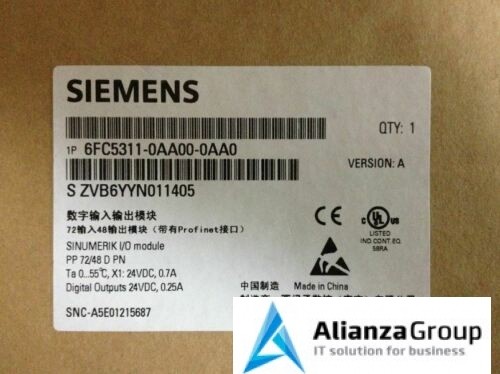 SIEMENS
QTY: 1
1P 6FC5311-0AA00-0AA0
VERSION: A
S ZVB6YYN011405
数字输入输出模块
72输入48输出模块（带有Profinet接口）
SINUMERIK I/O module
PP 72/48 D PN
Ta 0...55℃, X1: 24VDC, 0.7A
Digital Outputs 24VDC, 0.25A
SNC-A5E01215687
CE
UL
LISTED
IND.CONT.EQ.
58RA
中国制造 Made in China
AlianzaGroup
IT solution for business